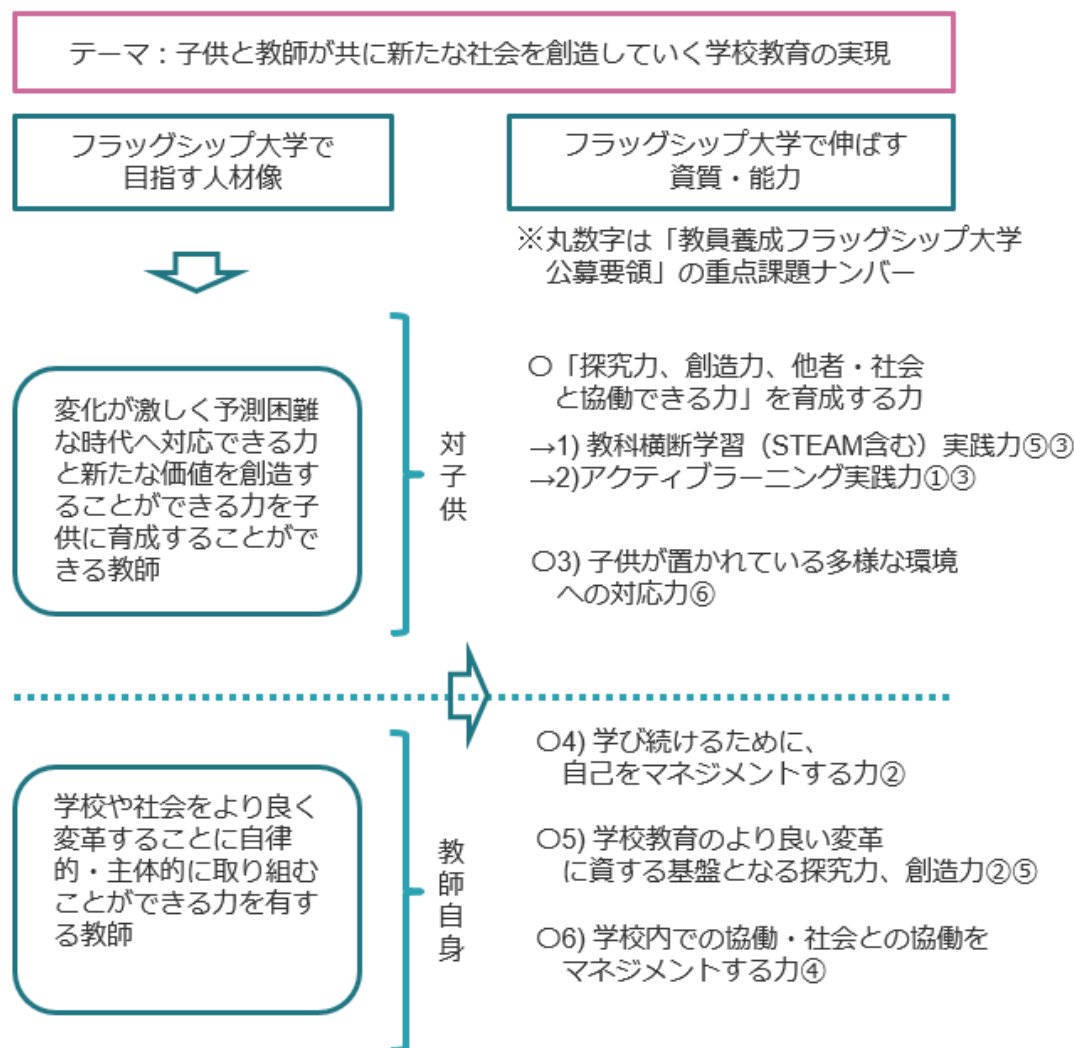 テーマ：子供と教師が共に新たな社会を創造していく学校教育の実現
フラッグシップ大学で
目指す人材像
フラッグシップ大学で伸ばす
資質・能力
※丸数字は「教員養成フラッグシップ大学
公募要領」の重点課題ナンバー
変化が激しく予測困難
な時代へ対応できる力
と新たな価値を創造す
ることができる力を子
供に育成することがで
きる教師
対子供
〇「探究力、創造力、他者・社会
と協働できる力」を育成する力
→1) 教科横断学習（STEAM含む）実践力⑤③
→2)アクティブラーニング実践力①③
〇3) 子供が置かれている多様な環境
への対応力⑥
学校や社会をより良く
変革することに自律
的・主体的に取り組む
ことができる力を有す
る教師
教師自身
〇4) 学び続けるために、
自己をマネジメントする力②
〇5) 学校教育のより良い変革
に資する基盤となる探究力、創造力②⑤
〇6) 学校内での協働・社会との協働を
マネジメントする力④